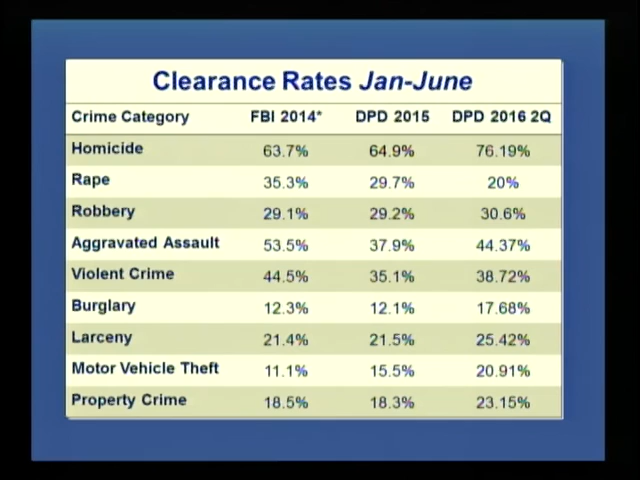 Clearance Rates Jan-June
Crime Category FBI 2014* DPD 2015 DPD 2016 2Q
Homicide 63.7% 64.9% 76.19%
Rape 35.3% 29.7% 20%
Robbery 29.1% 29.2% 30.6%
Aggravated Assault 53.5% 37.9% 44.37%
Violent Crime 44.5% 35.1% 38.72%
Burglary 12.3% 12.1% 17.68%
Larceny 21.4% 21.5% 25.42%
Motor Vehicle Theft 11.1% 15.5% 20.91%
Property Crime 18.5% 18.3% 23.15%